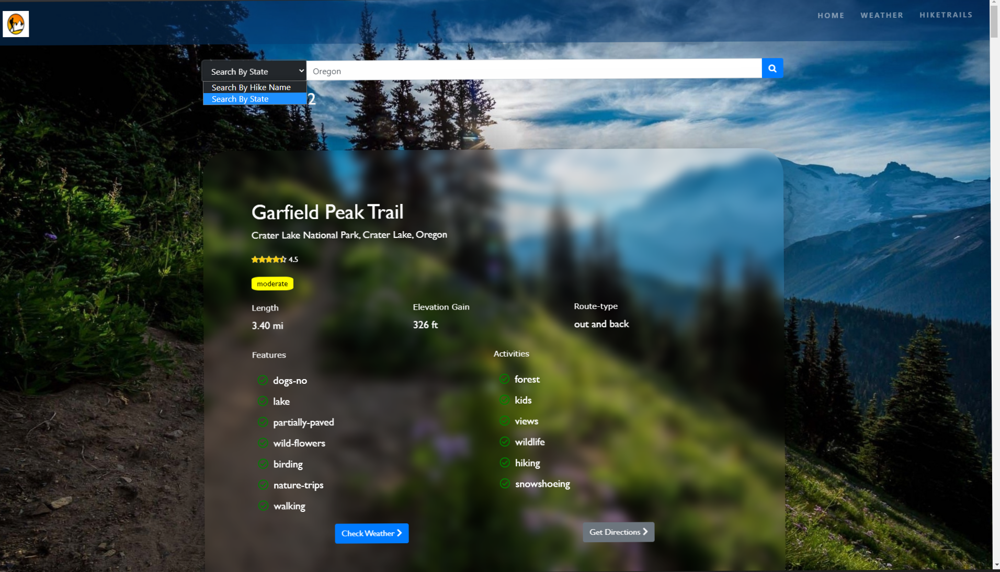 HOME WEATHER HIKETRAILS
Search By State Oregon
Search By Hike Name
Search By State
2
Garfield Peak Trail
Crater Lake National Park, Crater Lake, Oregon
4.5
moderate
Length Elevation Gain Route-type
3.40 mi 326 ft out and back
Features Activities
dogs-no forest
lake kids
partially-paved views
wild-flowers wildlife
birding hiking
nature-trips snowshoeing
walking
Check Weather Get Directions